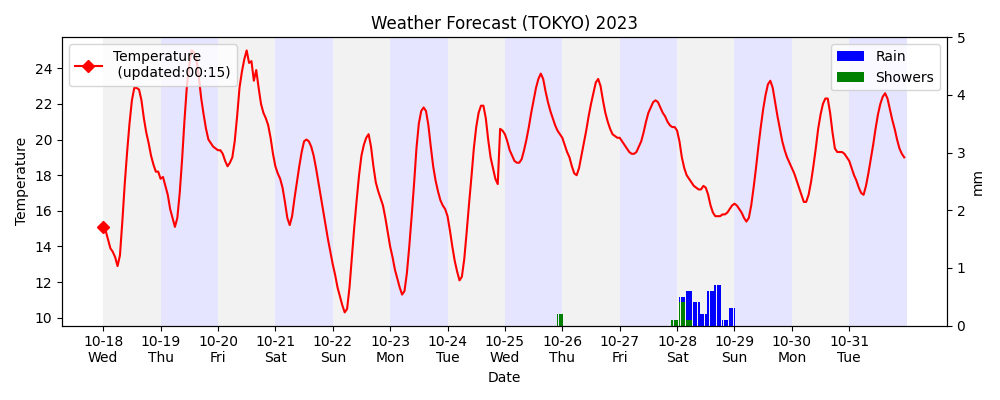 Weather Forecast (TOKYO) 2023
Temperature
(updated:00:15)
Rain
Showers
Temperature
24
22
20
18
16
14
12
10
5
4
3
2
1
0
mm
10-18 10-19 10-20 10-21 10-22 10-23 10-24 10-25 10-26 10-27 10-28 10-29 10-30 10-31
Wed Thu Fri Sat Sun Mon Tue Wed Thu Fri Sat Sun Mon Tue
Date